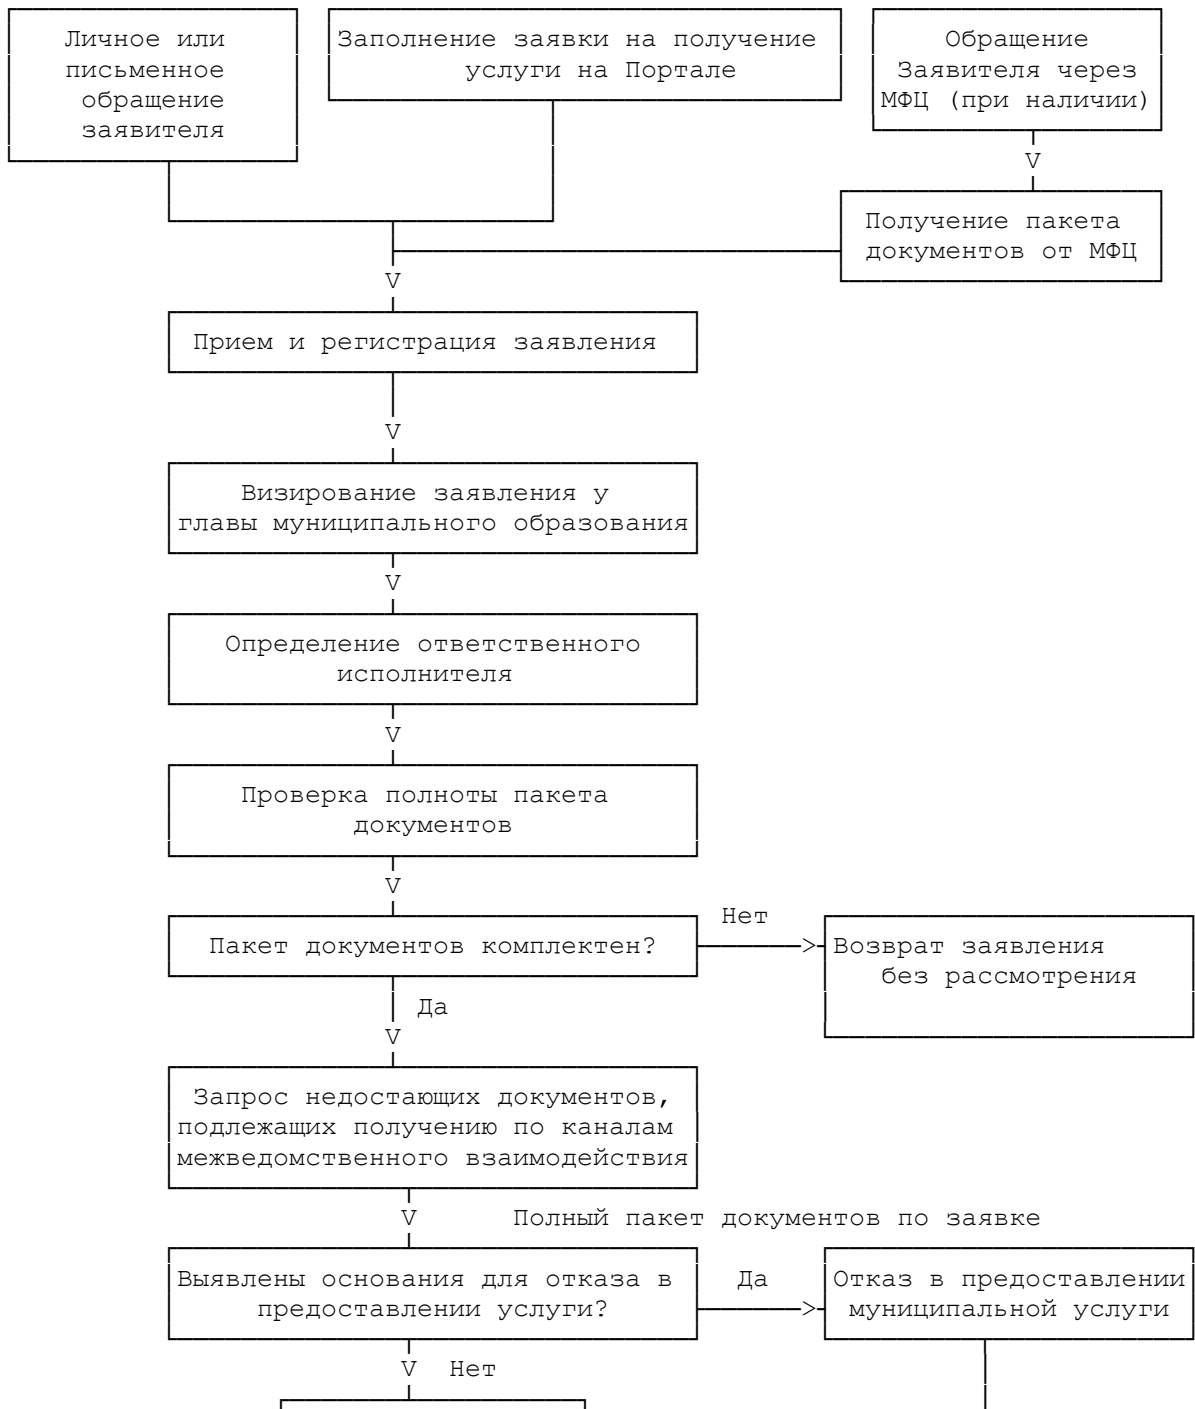 Личное или
письменное
обращение
заявителя
Заполнение заявки на получение
услуги на Портале
Обращение
Заявителя через
МФЦ (при наличии)
V
Получение пакета
документов от МФЦ
V
Прием и регистрация заявления
V
Визирование заявления у
главы муниципального образования
V
Определение ответственного
исполнителя
V
Проверка полноты пакета
документов
V
Пакет документов комплектен?
Нет
>
Возврат заявления
без рассмотрения
Да
V
Запрос недостающих документов,
подлежащих получению по каналам
межведомственного взаимодействия
V
Полный пакет документов по заявке
Выявлены основания для отказа в
предоставлении услуги?
Да
>
Отказ в предоставлении
муниципальной услуги
V Нет